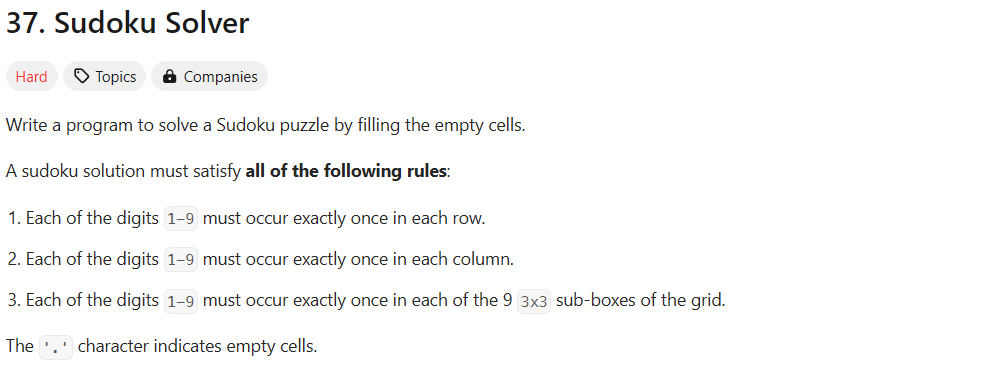 37. Sudoku Solver
Hard Topics Companies
Write a program to solve a Sudoku puzzle by filling the empty cells.
A sudoku solution must satisfy all of the following rules:
1. Each of the digits 1-9 must occur exactly once in each row.
2. Each of the digits 1-9 must occur exactly once in each column.
3. Each of the digits 1-9 must occur exactly once in each of the 9 3x3 sub-boxes of the grid.
The '.' character indicates empty cells.